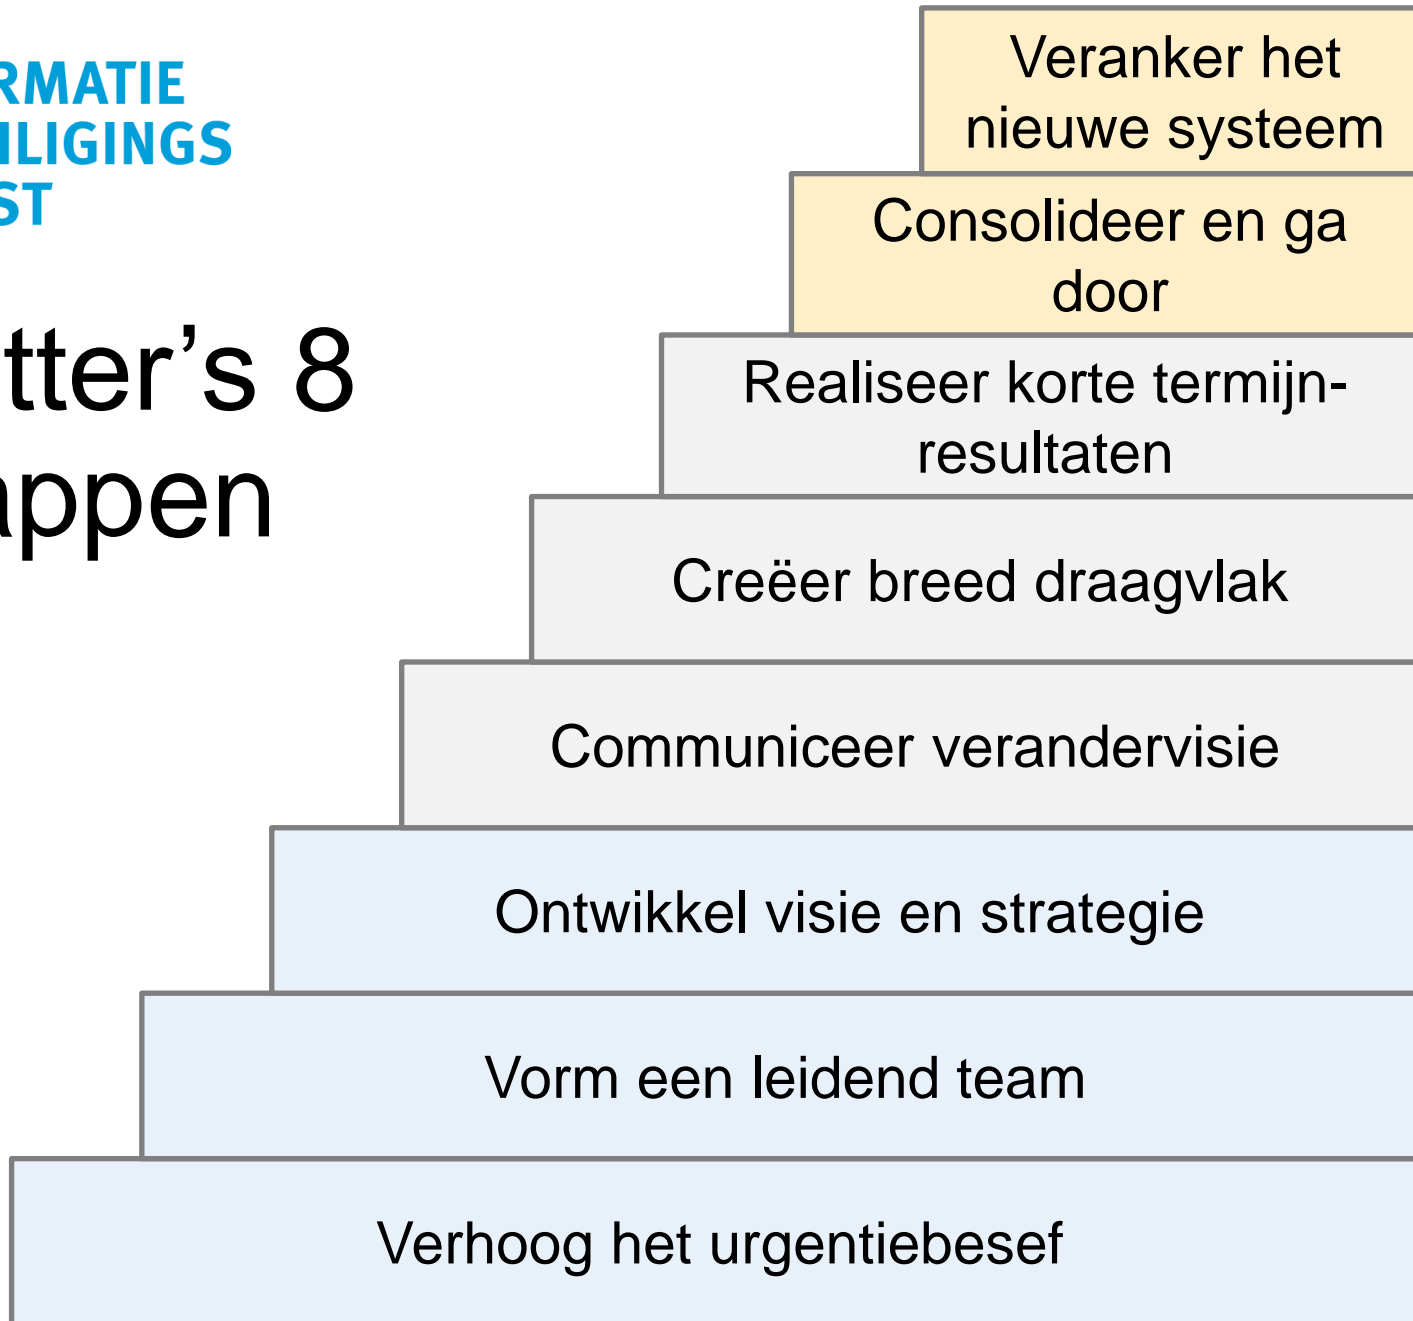 RMATIE
ILIGINGS
ST
tter’s 8
appen
Veranker het
nieuwe systeem
Consolideer en ga
door
Realiseer korte termijn-
resultaten
Creëer breed draagvlak
Communiceer verandervisie
Ontwikkel visie en strategie
Vorm een leidend team
Verhoog het urgentiebesef